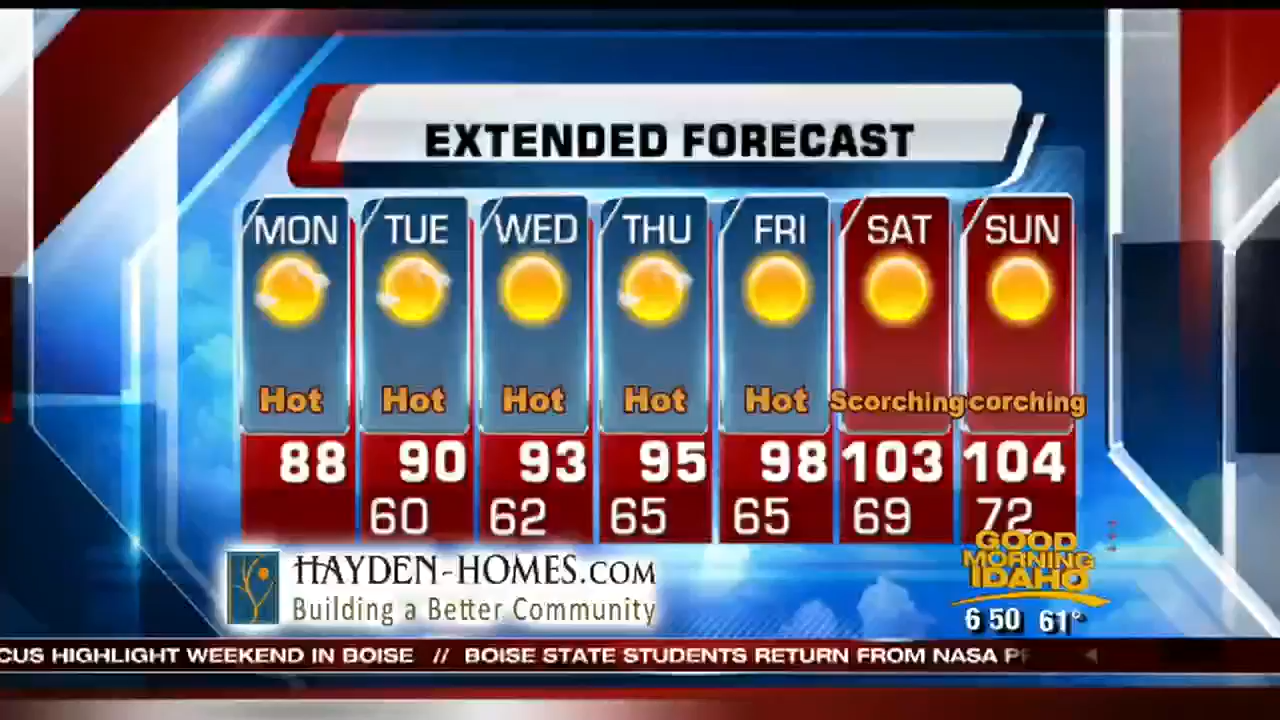 EXTENDED FORECAST
MON TUE WED THU FRI SAT SUN
Hot Hot Hot Hot Hot Scorching corching
88 90 93 95 98 103 104
60 62 65 65 69 72
HAYDEN-HOMES.COM
Building a Better Community
GOOD
MORNING
IDAHO
6 50 61°
CUS HIGHLIGHT WEEKEND IN BOISE // BOISE STATE STUDENTS RETURN FROM NASA P